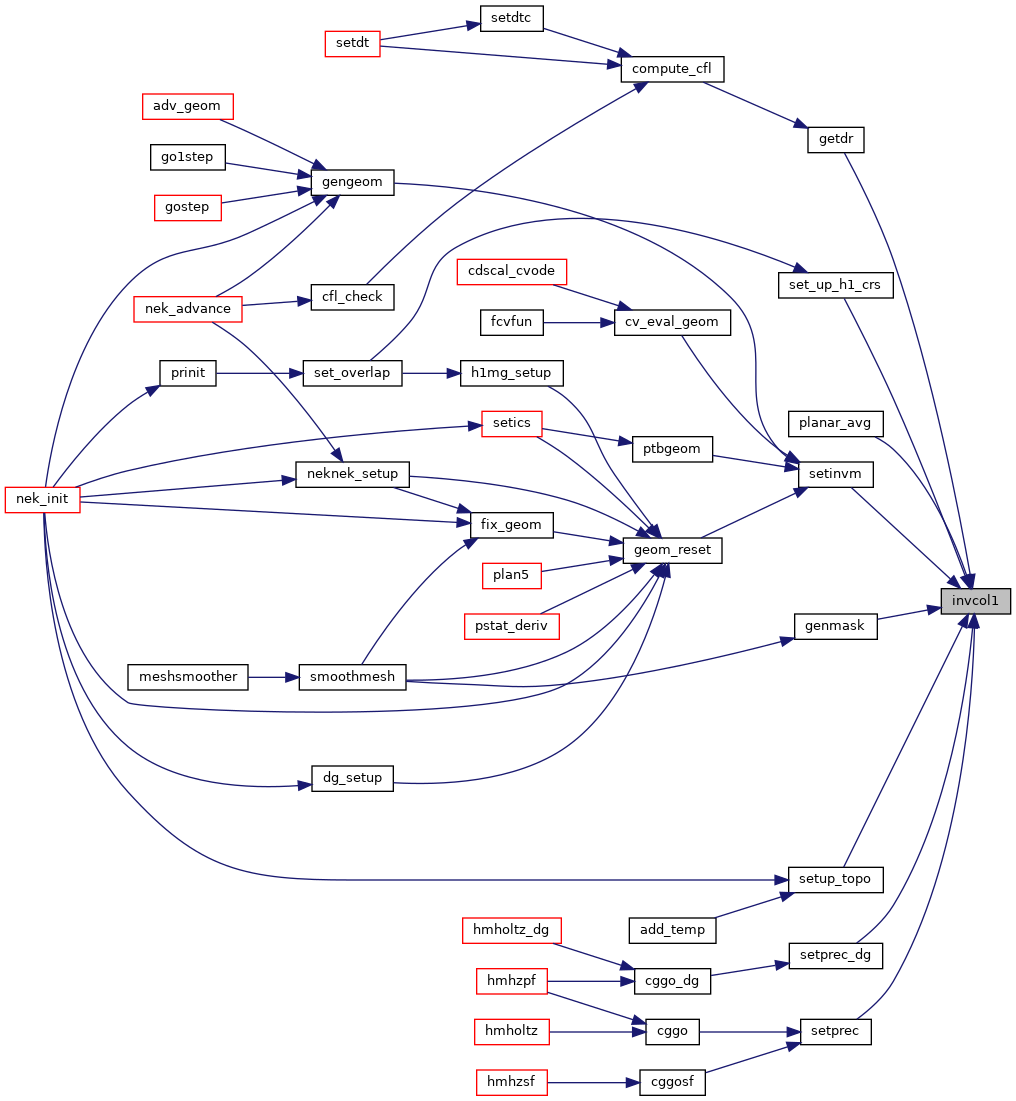 setdtc
setdt
compute_cfl
adv_geom
getdr
go1step
gengeom
gostep
cdscal_cvode
set_up_h1_crs
nek_advance
cfl_check
fcvfun
cv_eval_geom
prinit
set_overlap
h1mg_setup
planar_avg
setics
ptbgeom
neknek_setup
setinvm
nek_init
fix_geom
geom_reset
plan5
invcol1
pstat_deriv
genmask
meshsmoother
smoothmesh
dg_setup
setup_topo
hmholtz_dg
add_temp
setprec_dg
hmhzpf
cggo_dg
hmholtz
cggo
setprec
hmhzsf
cggosf